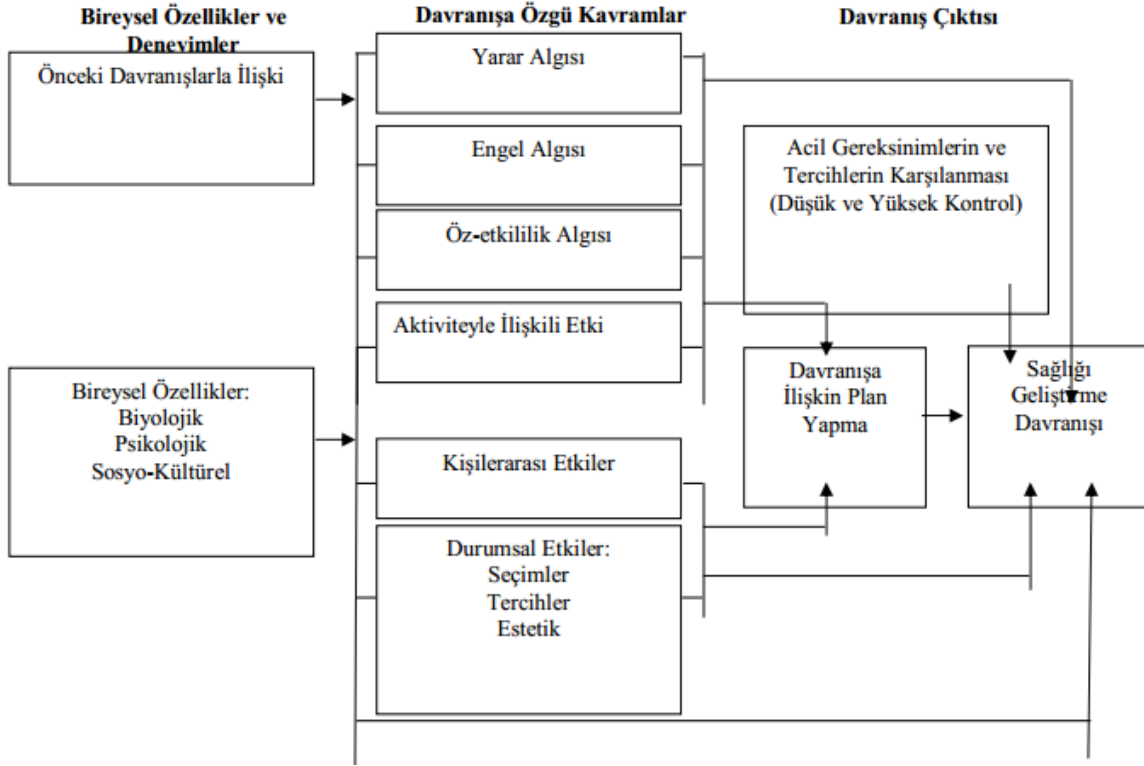 Bireysel Özellikler ve
Denevimler
Davranışa Özgü Kavramlar
Davranış Çıktısı
Önceki Davranışlarla İlişki
Yarar Algısı
Engel Algısı
Öz-etkililik Algısı
Aktiviteyle İlişkili Etki
Acil Gereksinimlerin ve
Tercihlerin Karşılanması
(Düşük ve Yüksek Kontrol)
Bireysel Özellikler:
Biyolojik
Psikolojik
Sosyo-Kültürel
Kişilerarası Etkiler
Durumsal Etkiler:
Seçimler
Tercihler
Estetik
Davranışa
İlişkin Plan
Yapma
Sağlığı
Geliştirme
Davranışı